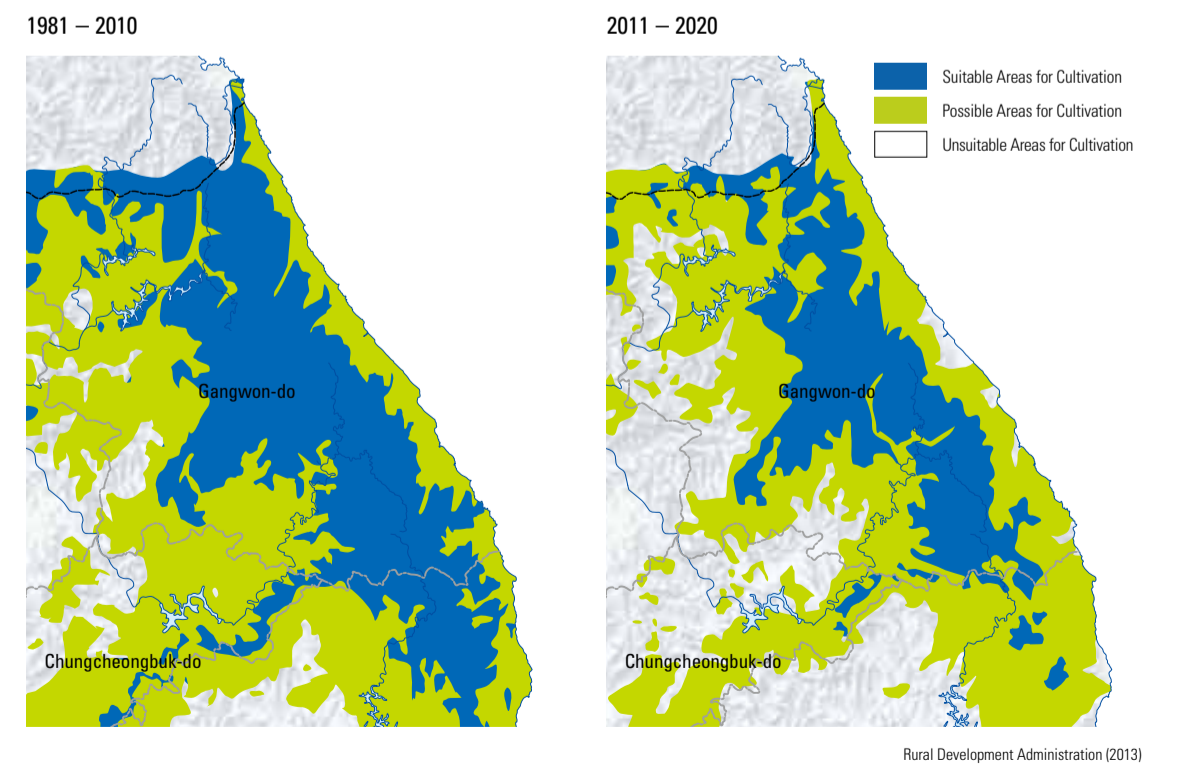 1981 – 2010
2011 – 2020
Suitable Areas for Cultivation
Possible Areas for Cultivation
Unsuitable Areas for Cultivation
Gangwon-do
Gangwon-do
Chungcheongbuk-do
Chungcheongbuk-do
Rural Development Administration (2013)